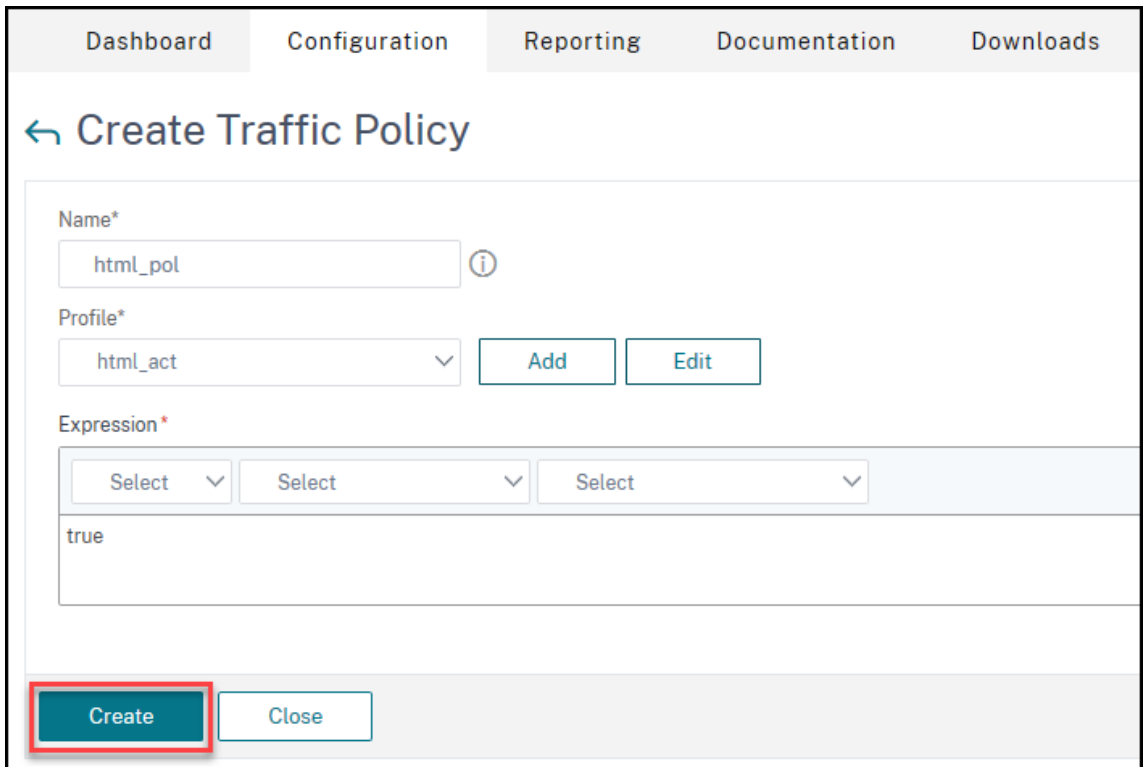 Dashboard Configuration Reporting Documentation Downloads
Create Traffic Policy
Name*
html_pol
Profile*
html_act Add Edit
Expression*
Select Select Select
true
Create Close